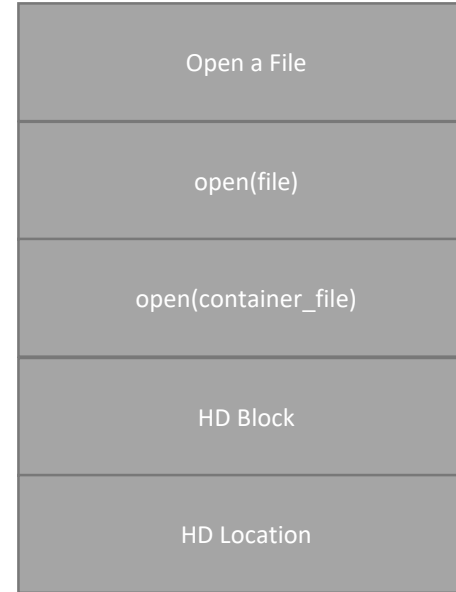 Open a File
open(file)
open(container_file)
HD Block
HD Location